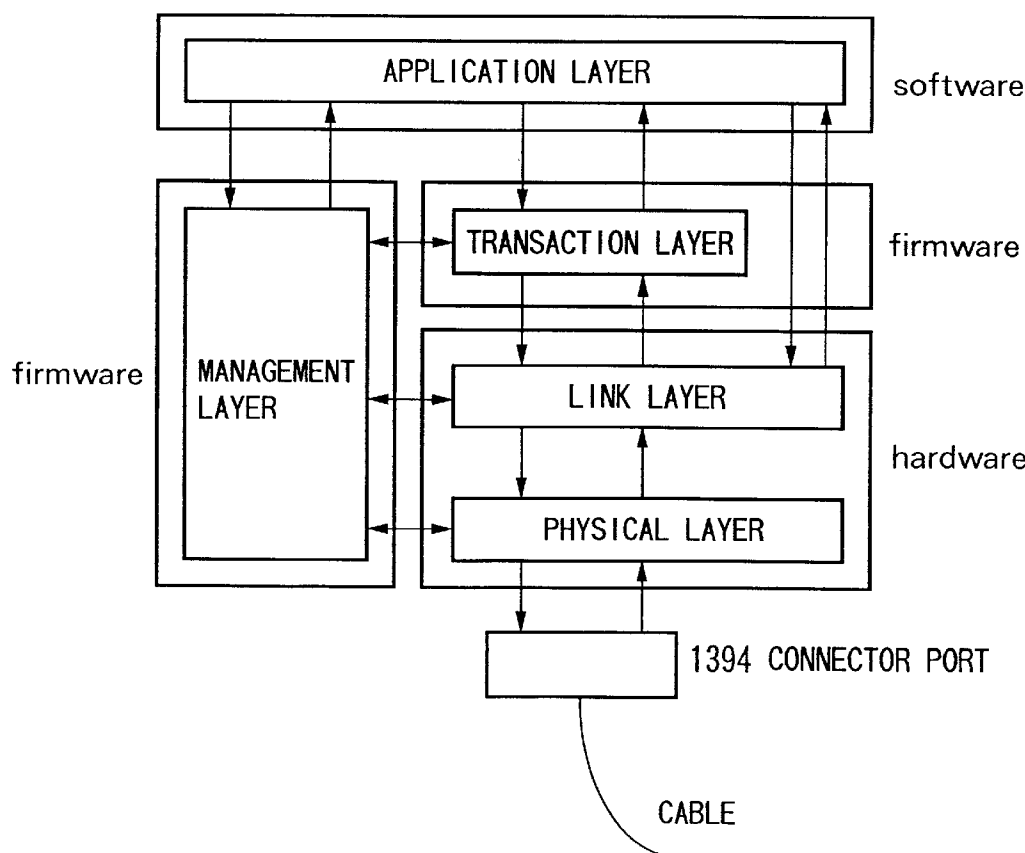 APPLICATION LAYER
software
TRANSACTION LAYER
firmware
firmware
MANAGEMENT
LAYER
LINK LAYER
hardware
PHYSICAL LAYER
1394 CONNECTOR PORT
CABLE